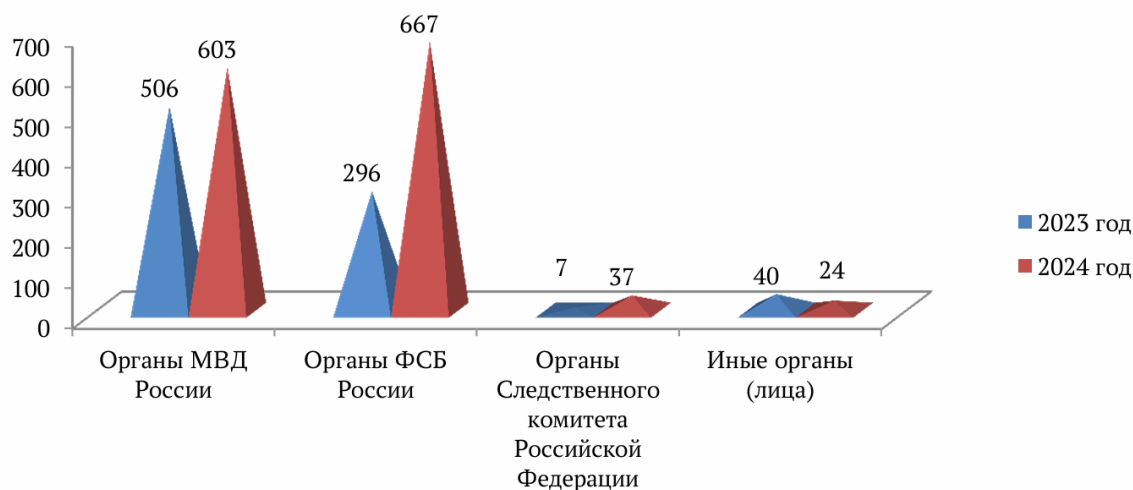 700
600
500
400
300
200
100
0
506
603
296
667
7
37
40
24
Органы МВД
России
Органы ФСБ
России
Органы
Следственного
комитета
Российской
Федерации
Иные органы
(лица)
2023 год
2024 год